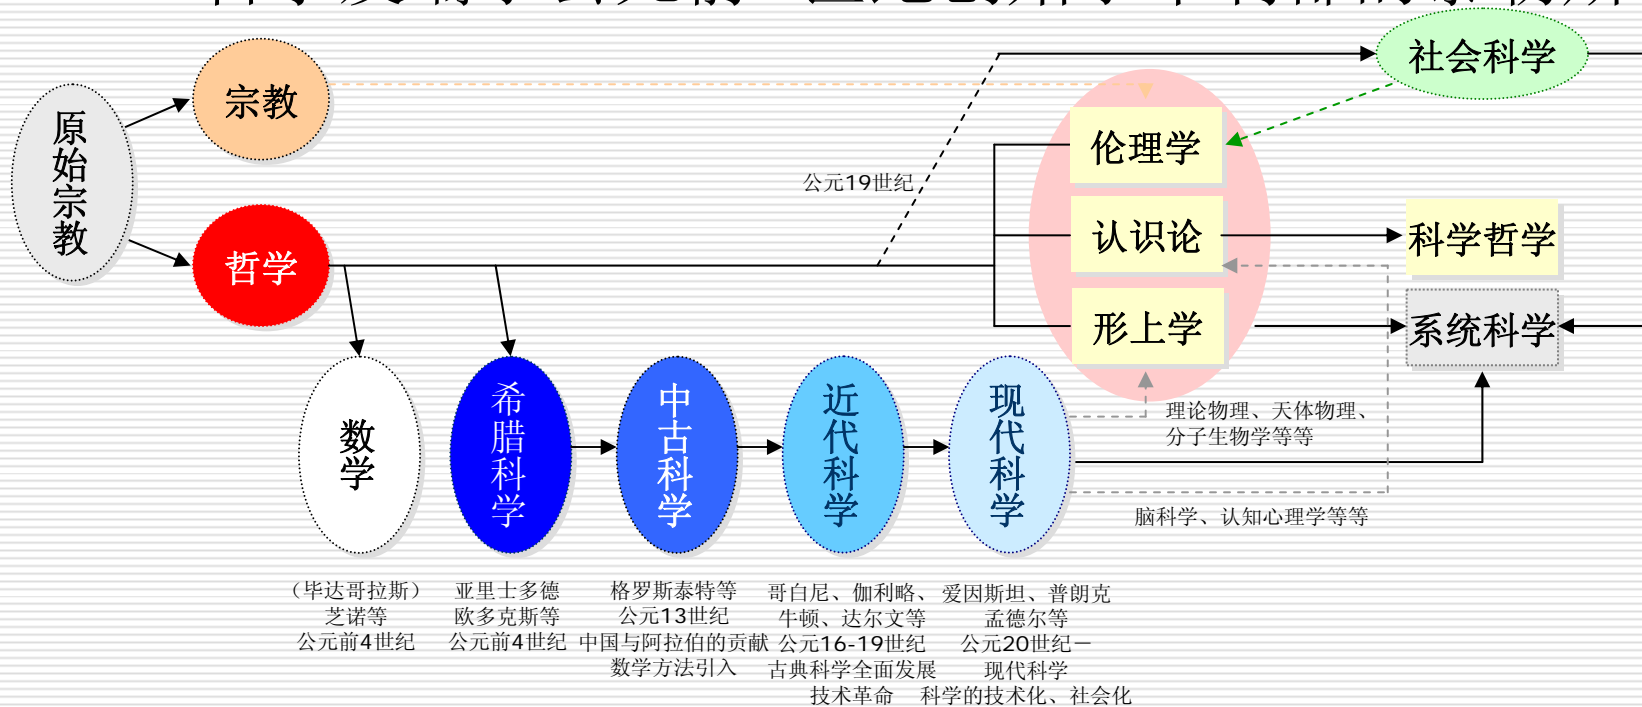 社会科学
宗教
原始宗教
伦理学
公元19世纪
认识论
科学哲学
哲学
形上学
系统科学
数学
希腊科学
中古科学
近代科学
现代科学
理论物理、天体物理、
分子生物学等等
脑科学、认知心理学等等
（毕达哥拉斯）
芝诺等
公元前4世纪
亚里士多德
欧多克斯等
公元前4世纪
格罗斯泰特等
公元13世纪
中国与阿拉伯的贡献
数学方法引入
哥白尼、伽利略、
牛顿、达尔文等
公元16-19世纪
古典科学全面发展
技术革命
爱因斯坦、普朗克
孟德尔等
公元20世纪－
现代科学
科学的技术化、社会化